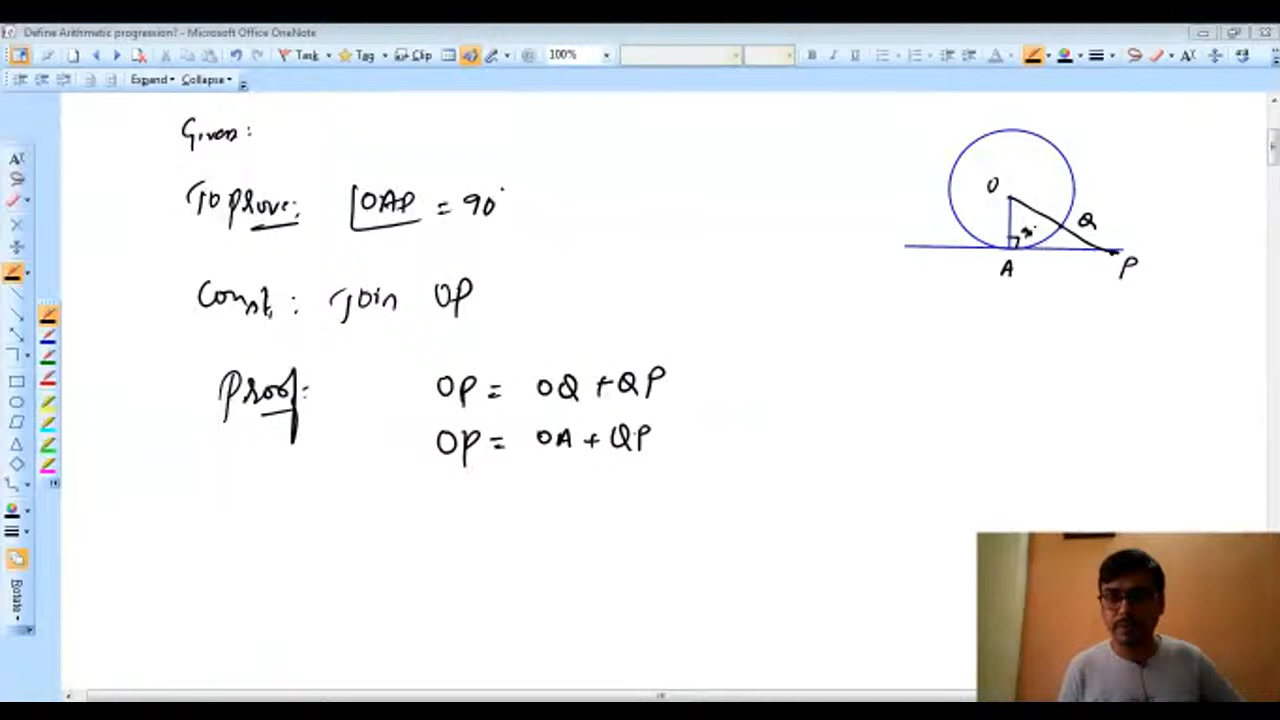 Define Arithmetic progression? - Microsoft Office OneNote
Task Tag Clip 100% B I U A
Expand Collapse
Given:
To prove: ∠OAP = 90°
Const: Join OP
Proof:
OP = OQ + QP
OP = OA + QP
O
Q
A
P
Rotate